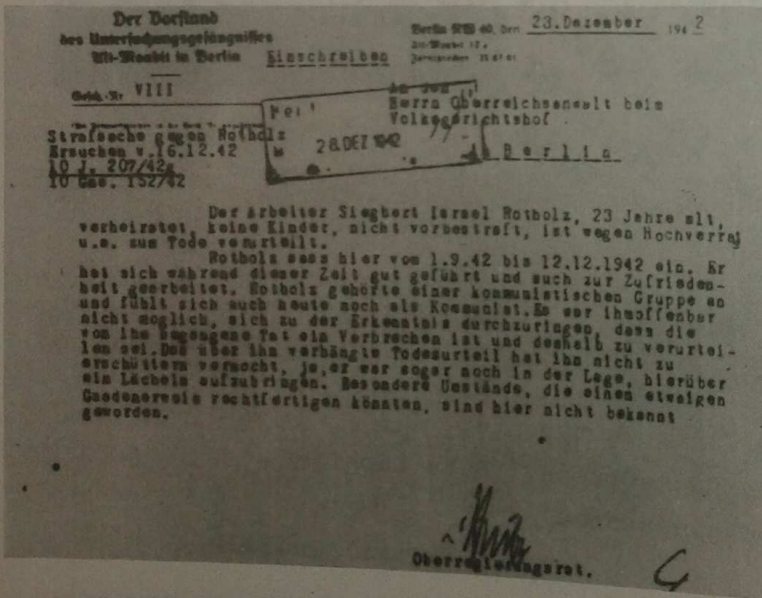 Der Vorstand
des Untersuchungsgefängnisses
Alt-Moabit in Berlin
Einschreiben
Berlin NW 40, den 23.Dezember 1942
Alt-Moabit 12a
Fernsprecher
Gesch.-Nr VIII
An den
Herrn Oberreichsanwalt beim
Volksgerichtshof
Berlin
28.DEZ 1942
Strafsache gegen Rotholz
Ersuchen v.16.12.42
10 J. 207/42g
10 Gns. 152/42
Der Arbeiter Siegbert Israel Rotholz, 23 Jahre alt,
verheiratet, keine Kinder, nicht vorbestraft, ist wegen Hochverrat
u.a. zum Tode verurteilt.
Rotholz sass hier vom 1.9.42 bis 12.12.1942 ein. Er
hat sich während dieser Zeit gut geführt und auch zur Zufrieden-
heit gearbeitet. Rotholz gehörte einer kommunistischen Gruppe an
und fühlt sich auch heute noch als Kommunist.Es war ihmoffenbar
nicht möglich, sich zu der Erkenntnis durchzuringen, dass die
von ihm begangene Tat ein Verbrechen ist und deshalb zu verurtei-
len sei.Das über ihn verhängte Todesurteil hat ihn nicht zu
erschüttern vermocht, ja,er war sogar noch in der Lage, hierüber
ein Lächeln aufzubringen. Besondere Umstände, die einen etwaigen
Gnadenerweis rechtfertigen könnten, sind hier nicht bekannt
geworden.
Oberregierungsrat.